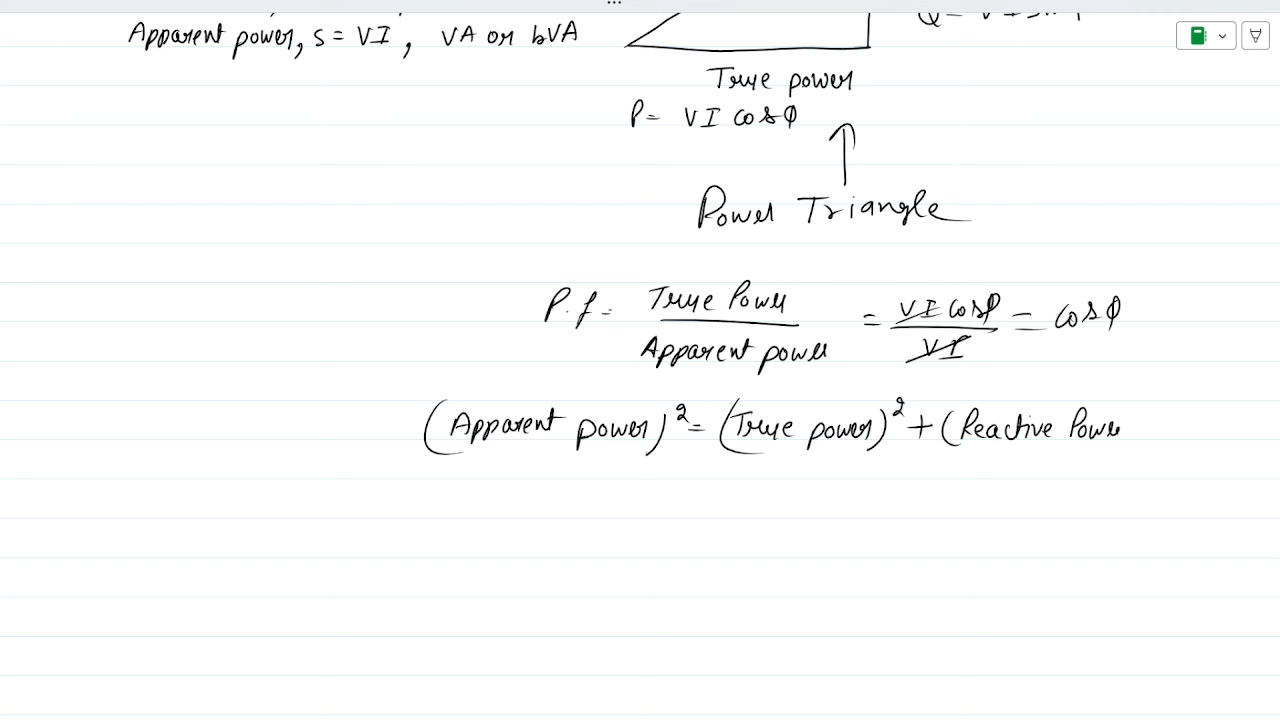 Apparent power, S = VI, VA or kVA
True power
P = VI cosϕ
Power Triangle
P.f = True Power / Apparent power = VI cosϕ / VI = cosϕ
(Apparent power)² = (True power)² + (Reactive Powe